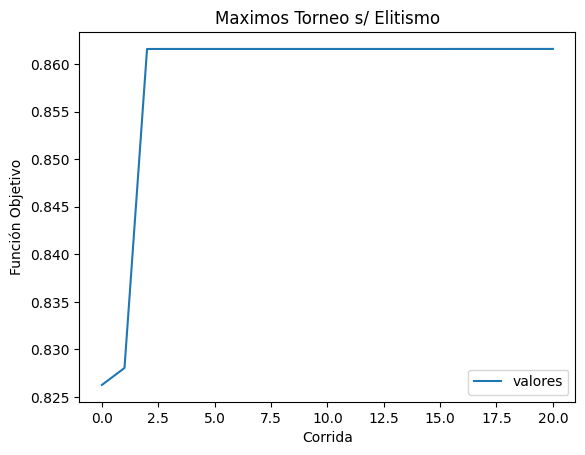 Maximos Torneo s/ Elitismo
0.860
0.855
0.850
0.845
0.840
0.835
0.830
0.825
Función Objetivo
valores
0.0 2.5 5.0 7.5 10.0 12.5 15.0 17.5 20.0
Corrida